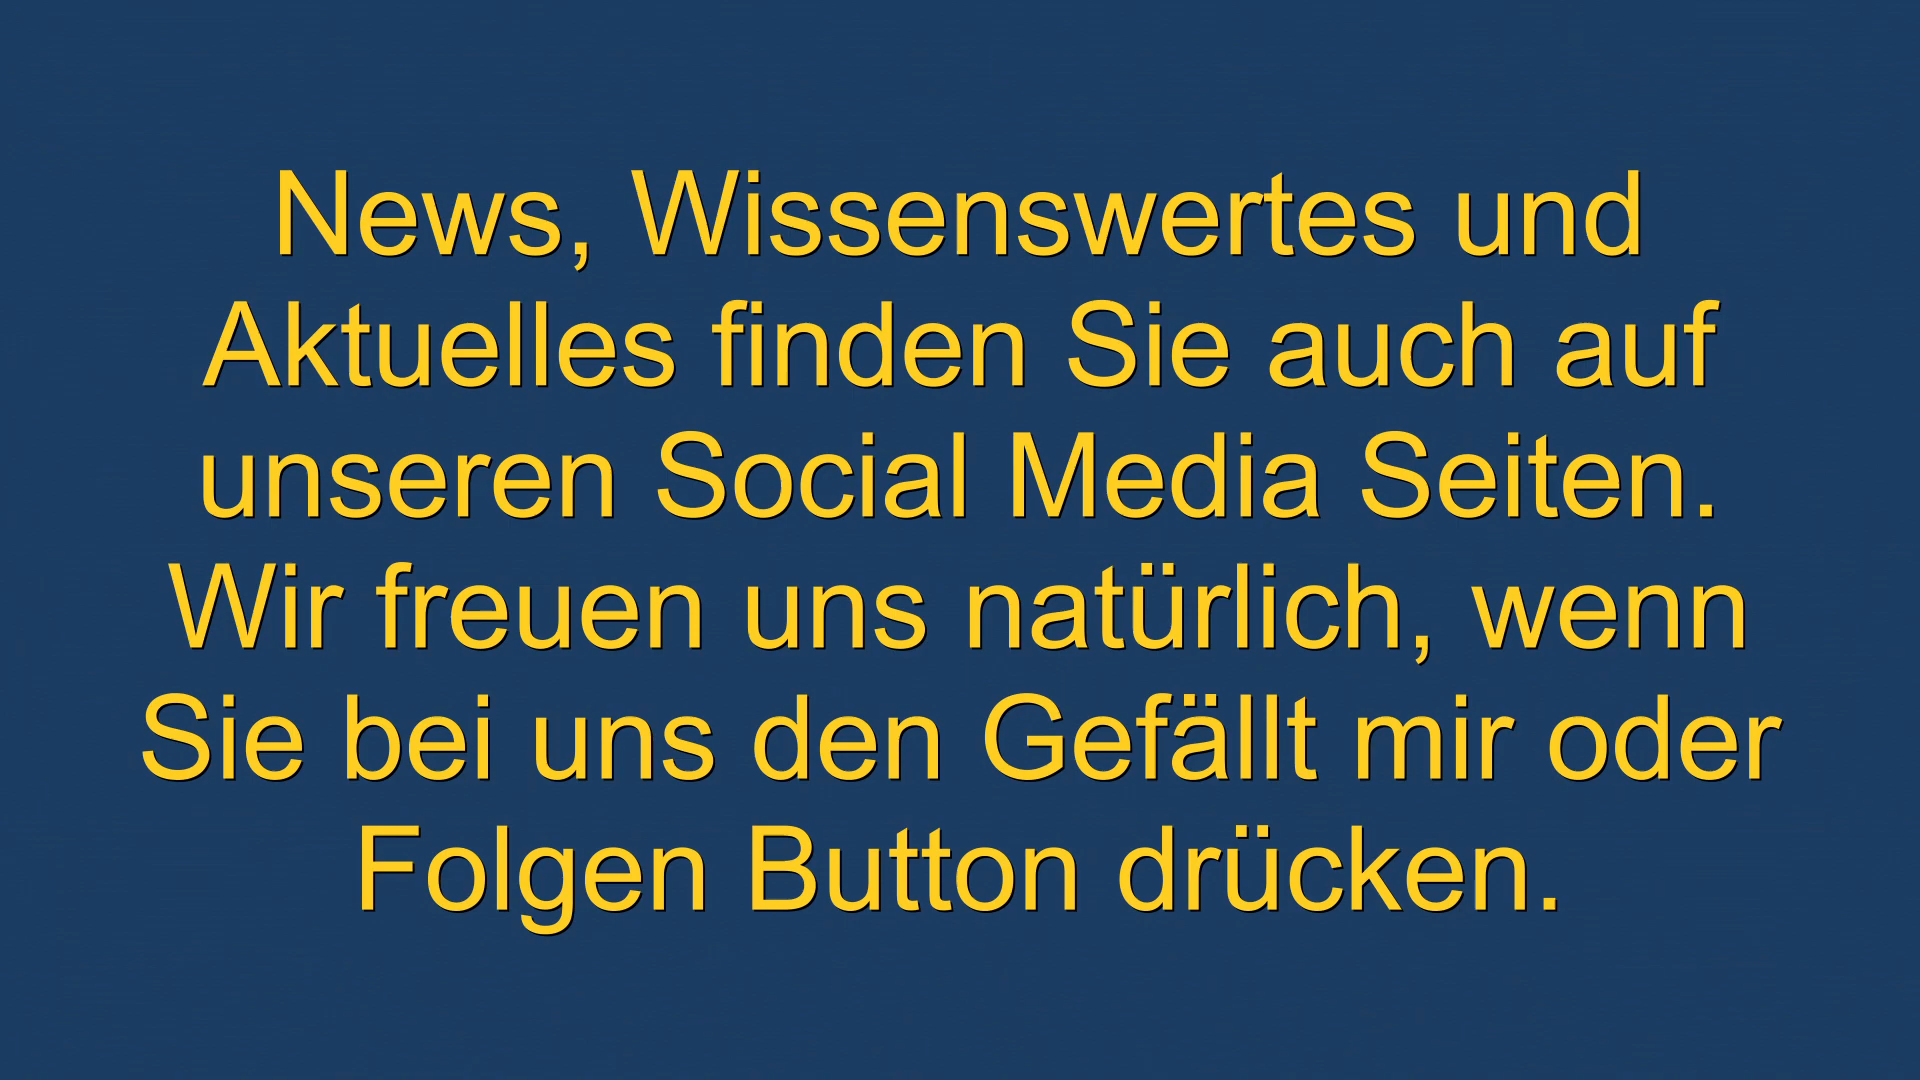 News, Wissenswertes und
Aktuelles finden Sie auch auf
unseren Social Media Seiten.
Wir freuen uns natürlich, wenn
Sie bei uns den Gefällt mir oder
Folgen Button drücken.